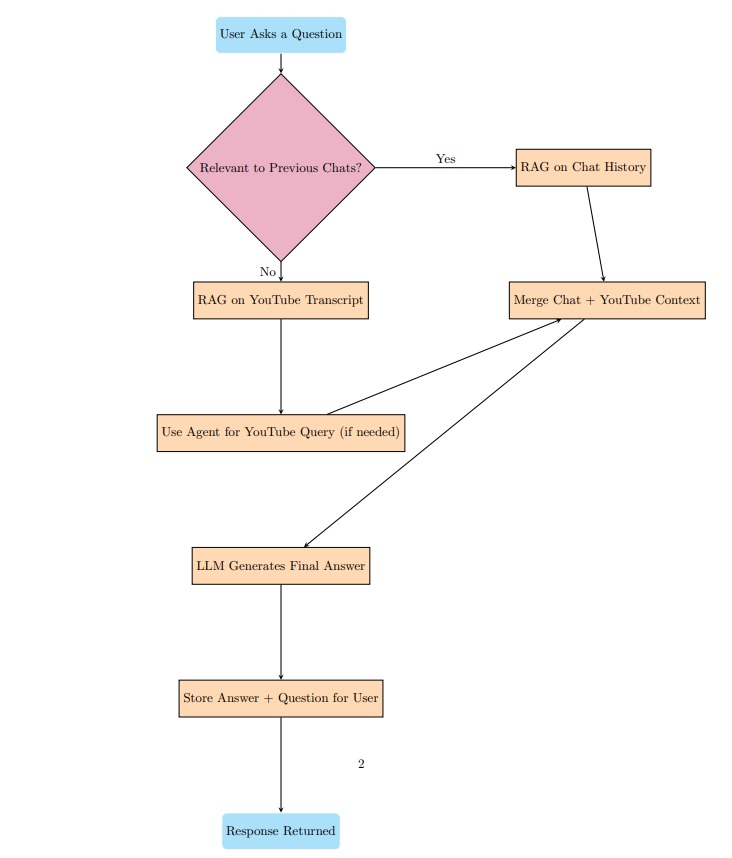 User Asks a Question
Relevant to Previous Chats?
Yes
RAG on Chat History
No
RAG on YouTube Transcript
Merge Chat + YouTube Context
Use Agent for YouTube Query (if needed)
LLM Generates Final Answer
Store Answer + Question for User
2
Response Returned